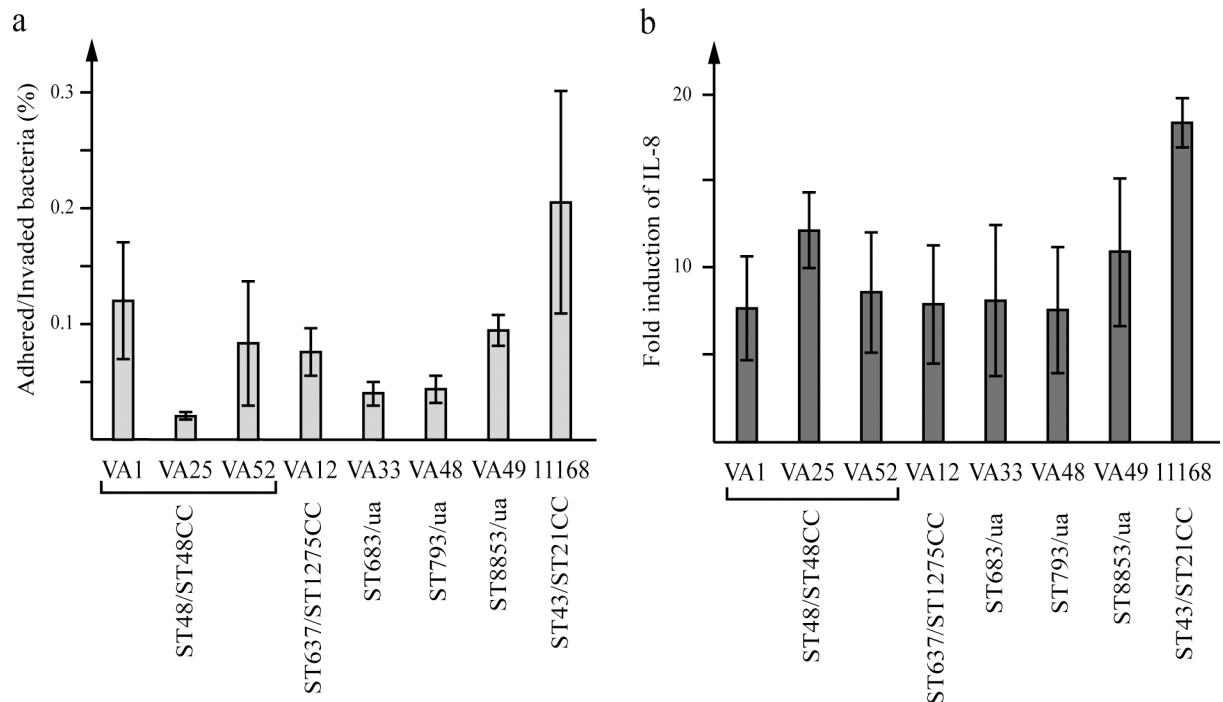 a
Adhered/Invaded bacteria (%)
0.3
0.2
0.1
VA1 VA25 VA52 VA12 VA33 VA48 VA49 11168
ST48/ST48CC
ST637/ST1275CC
ST683/ua
ST793/ua
ST8853/ua
ST43/ST21CC
b
Fold induction of IL-8
20
10
VA1 VA25 VA52 VA12 VA33 VA48 VA49 11168
ST48/ST48CC
ST637/ST1275CC
ST683/ua
ST793/ua
ST8853/ua
ST43/ST21CC